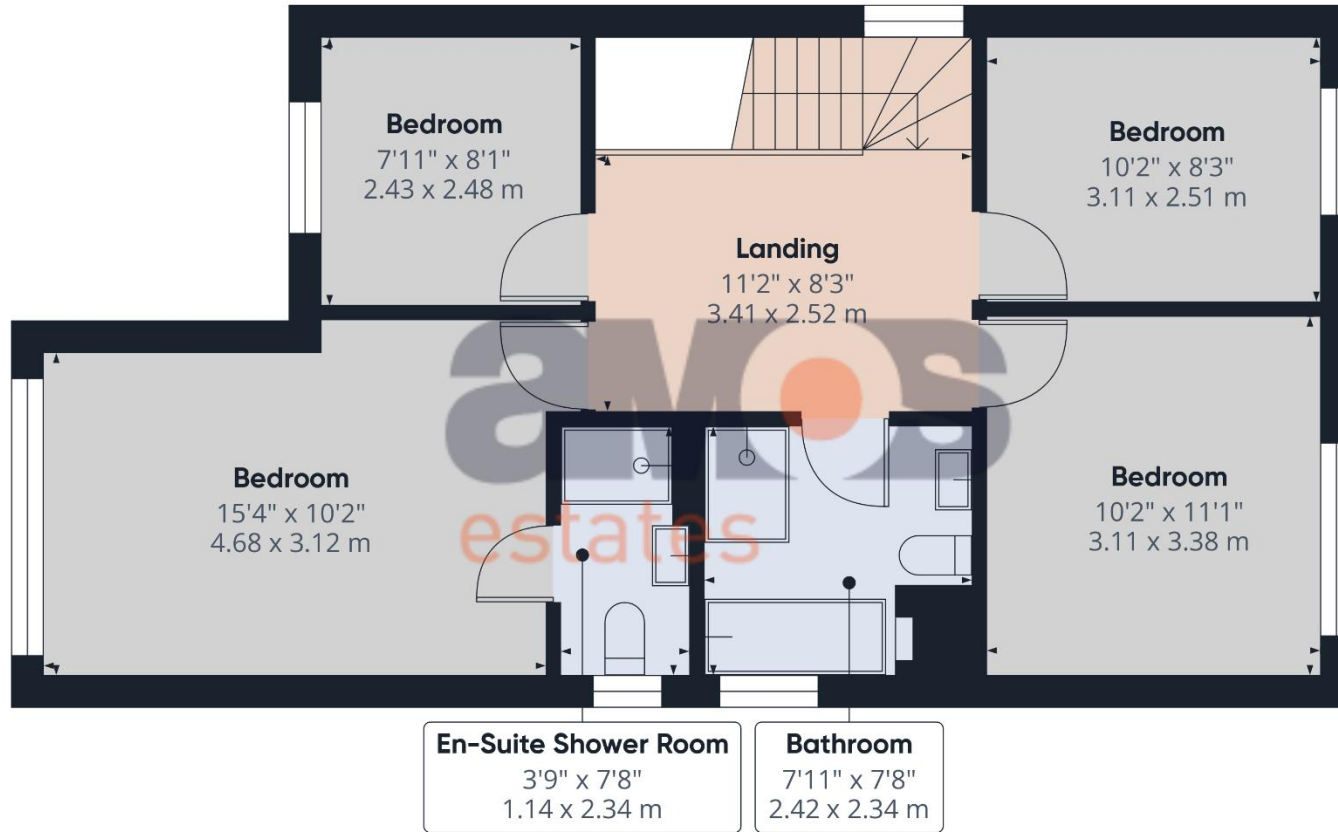 Bedroom
7'11" x 8'1"
2.43 x 2.48 m
Bedroom
10'2" x 8'3"
3.11 x 2.51 m
Landing
11'2" x 8'3"
3.41 x 2.52 m
amos
estates
Bedroom
15'4" x 10'2"
4.68 x 3.12 m
Bedroom
10'2" x 11'1"
3.11 x 3.38 m
En-Suite Shower Room
3'9" x 7'8"
1.14 x 2.34 m
Bathroom
7'11" x 7'8"
2.42 x 2.34 m